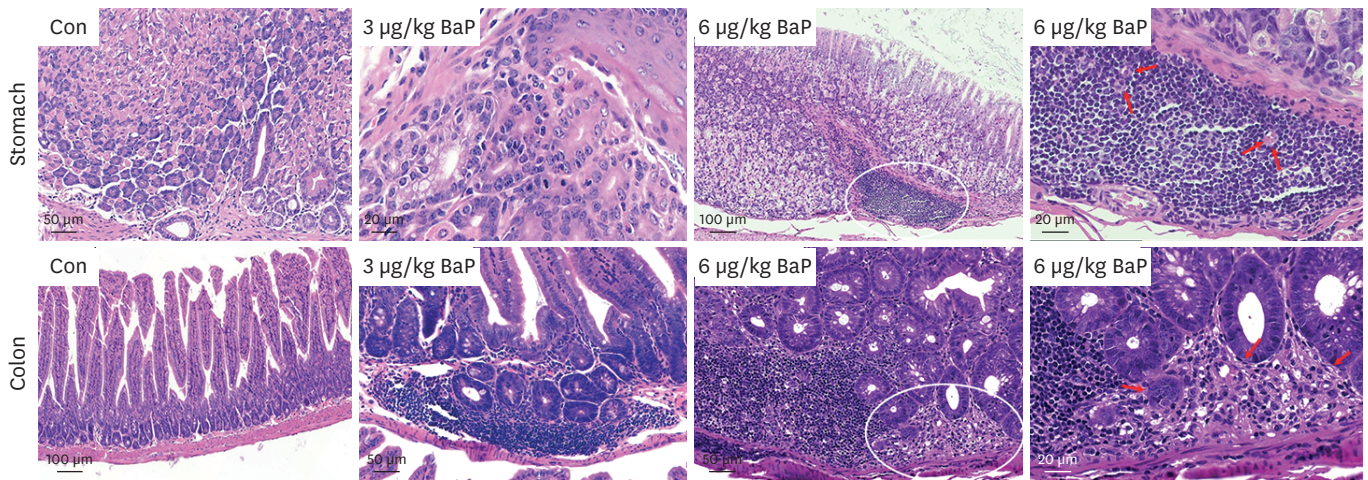 Stomach
Con
50 µm
3 µg/kg BaP
20 µm
6 µg/kg BaP
100 µm
6 µg/kg BaP
20 µm
Colon
Con
100 µm
3 µg/kg BaP
50 µm
6 µg/kg BaP
50 µm
6 µg/kg BaP
20 µm